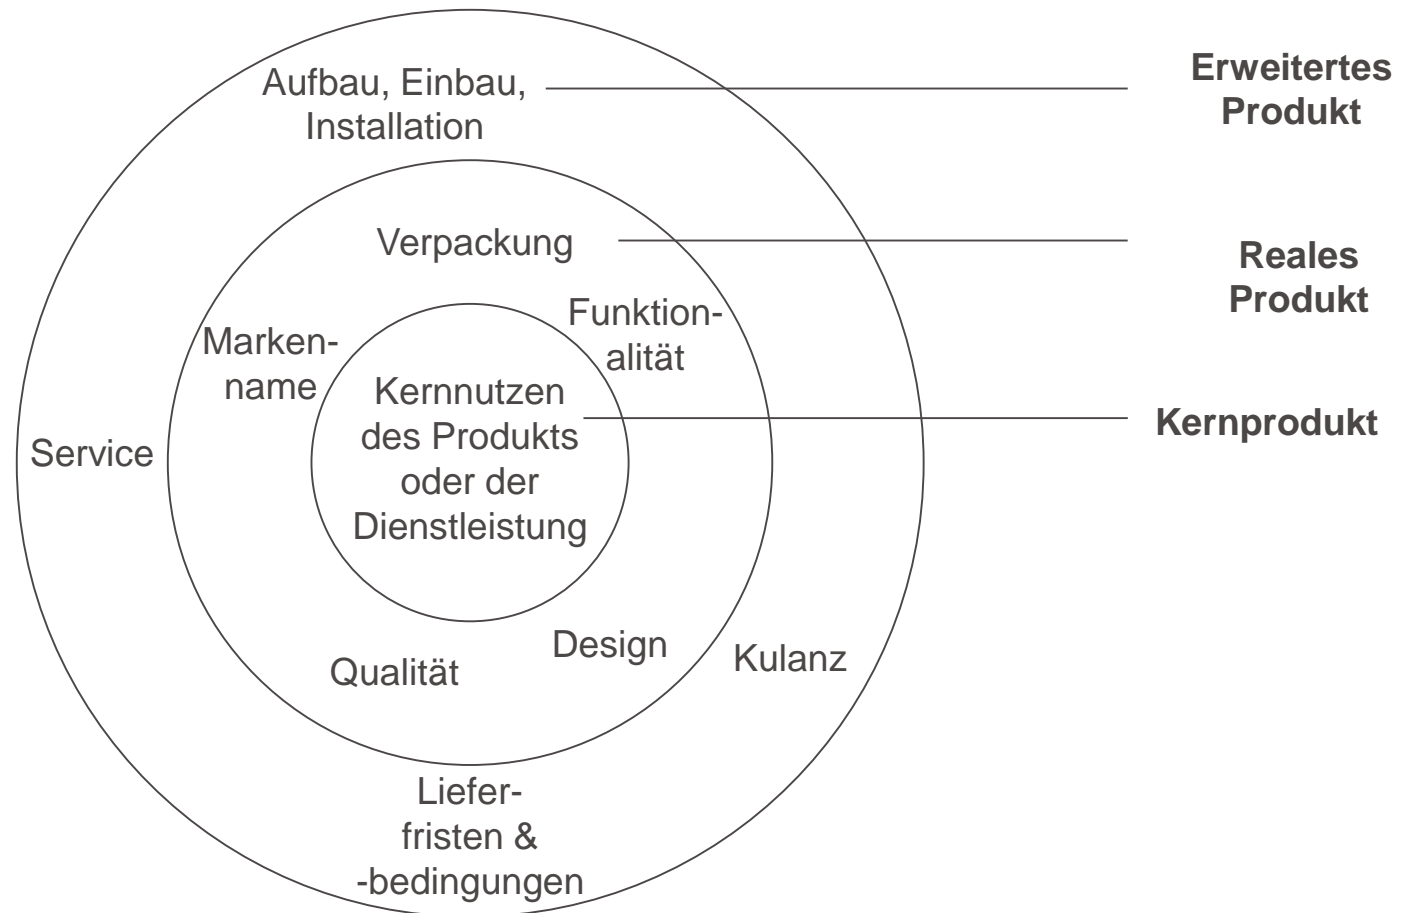 Aufbau, Einbau,
Installation
Erweitertes
Produkt
Verpackung
Reales
Produkt
Funktion-
alität
Marken-
name
Kernnutzen
des Produkts
oder der
Dienstleistung
Kernprodukt
Service
Qualität
Design
Kulanz
Liefer-
fristen &
-bedingungen